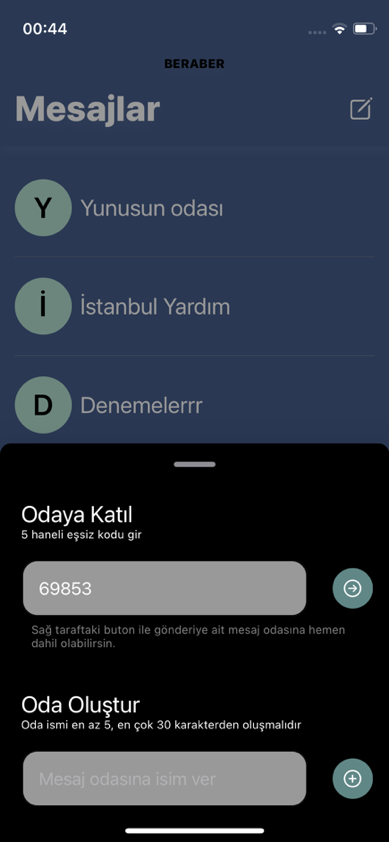 00:44
BERABER
Mesajlar
Y
Yunusun odası
İ
İstanbul Yardım
D
Denemelerrr
Odaya Katıl
5 haneli eşsiz kodu gir
69853
Sağ taraftaki buton ile gönderiye ait mesaj odasına hemen
dahil olabilirsin.
Oda Oluştur
Oda ismi en az 5, en çok 30 karakterden oluşmalıdır
Mesaj odasına isim ver